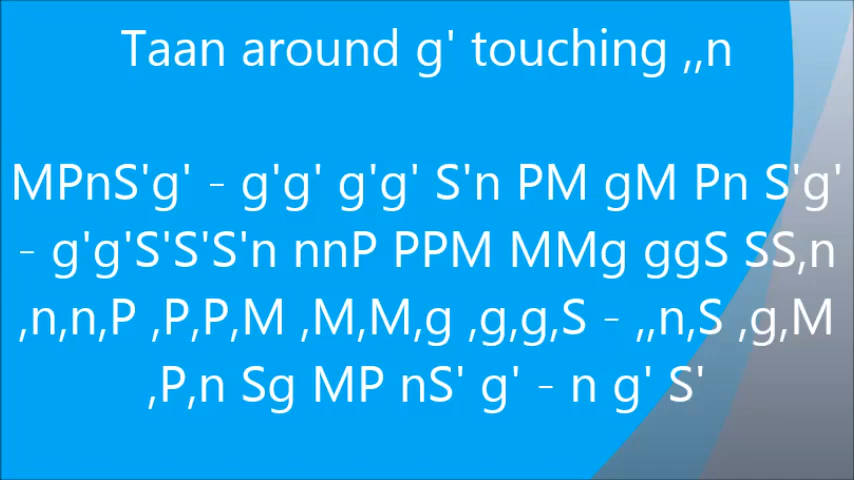 Taan around g' touching ,,n
MPnS'g' - g'g' g'g' S'n PM gM Pn S'g'
- g'g'S'S'S'n nnP PPM MMg ggS SS,n
,n,n,P ,P,P,M ,M,M,g ,g,g,S - ,,n,S ,g,M
,P,n Sg MP nS' g' - n g' S'